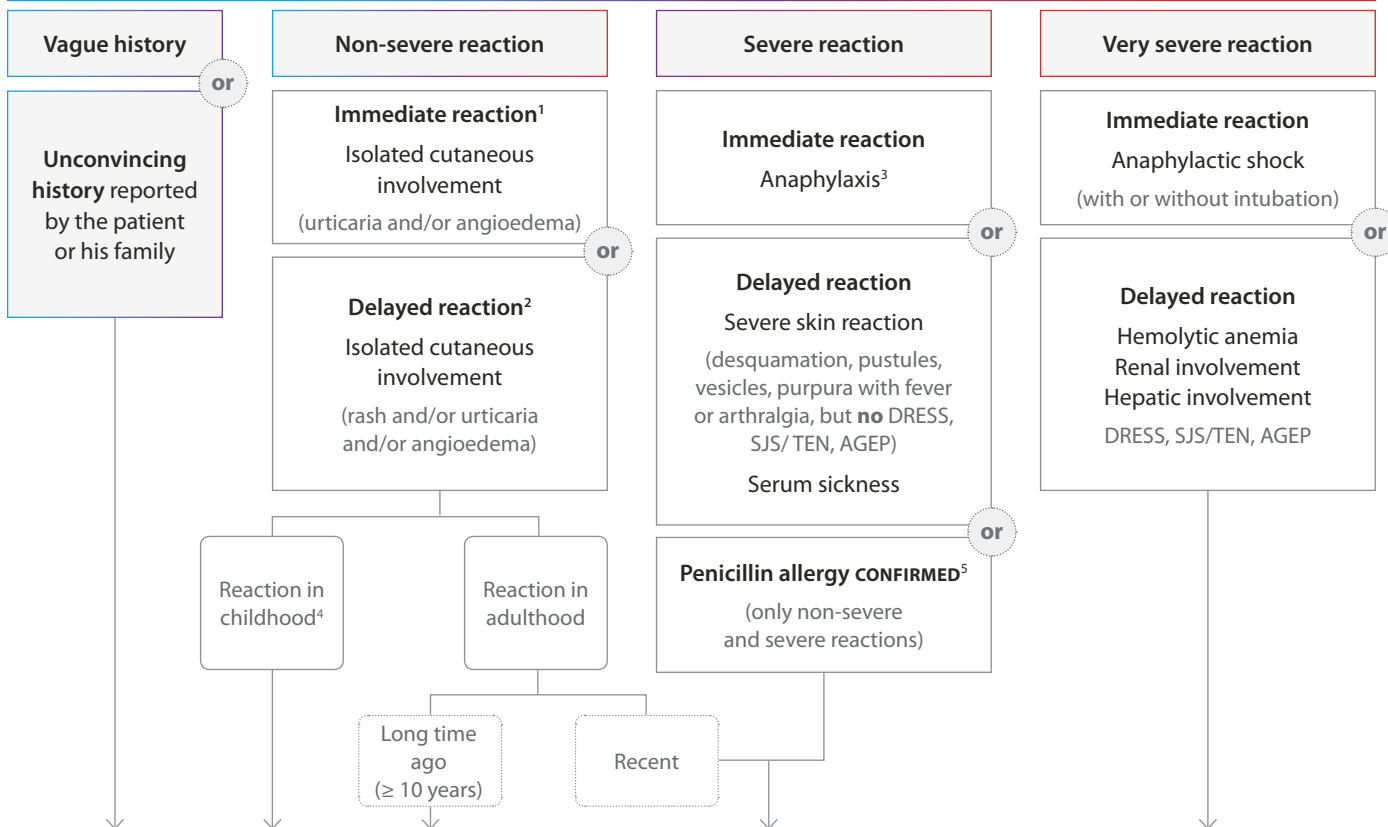 Vague history
or
Unconvincing
history reported
by the patient
or his family
Non-severe reaction
Immediate reaction¹
Isolated cutaneous
involvement
(urticaria and/or angioedema)
or
Delayed reaction²
Isolated cutaneous
involvement
(rash and/or urticaria
and/or angioedema)
Reaction in
childhood⁴
Reaction in
adulthood
Long time
ago
(≥ 10 years)
Recent
Severe reaction
Immediate reaction
Anaphylaxis³
or
Delayed reaction
Severe skin reaction
(desquamation, pustules,
vesicles, purpura with fever
or arthralgia, but no DRESS,
SJS/ TEN, AGEP)
Serum sickness
or
Penicillin allergy CONFIRMED⁵
(only non-severe
and severe reactions)
Very severe reaction
Immediate reaction
Anaphylactic shock
(with or without intubation)
or
Delayed reaction
Hemolytic anemia
Renal involvement
Hepatic involvement
DRESS, SJS/TEN, AGEP